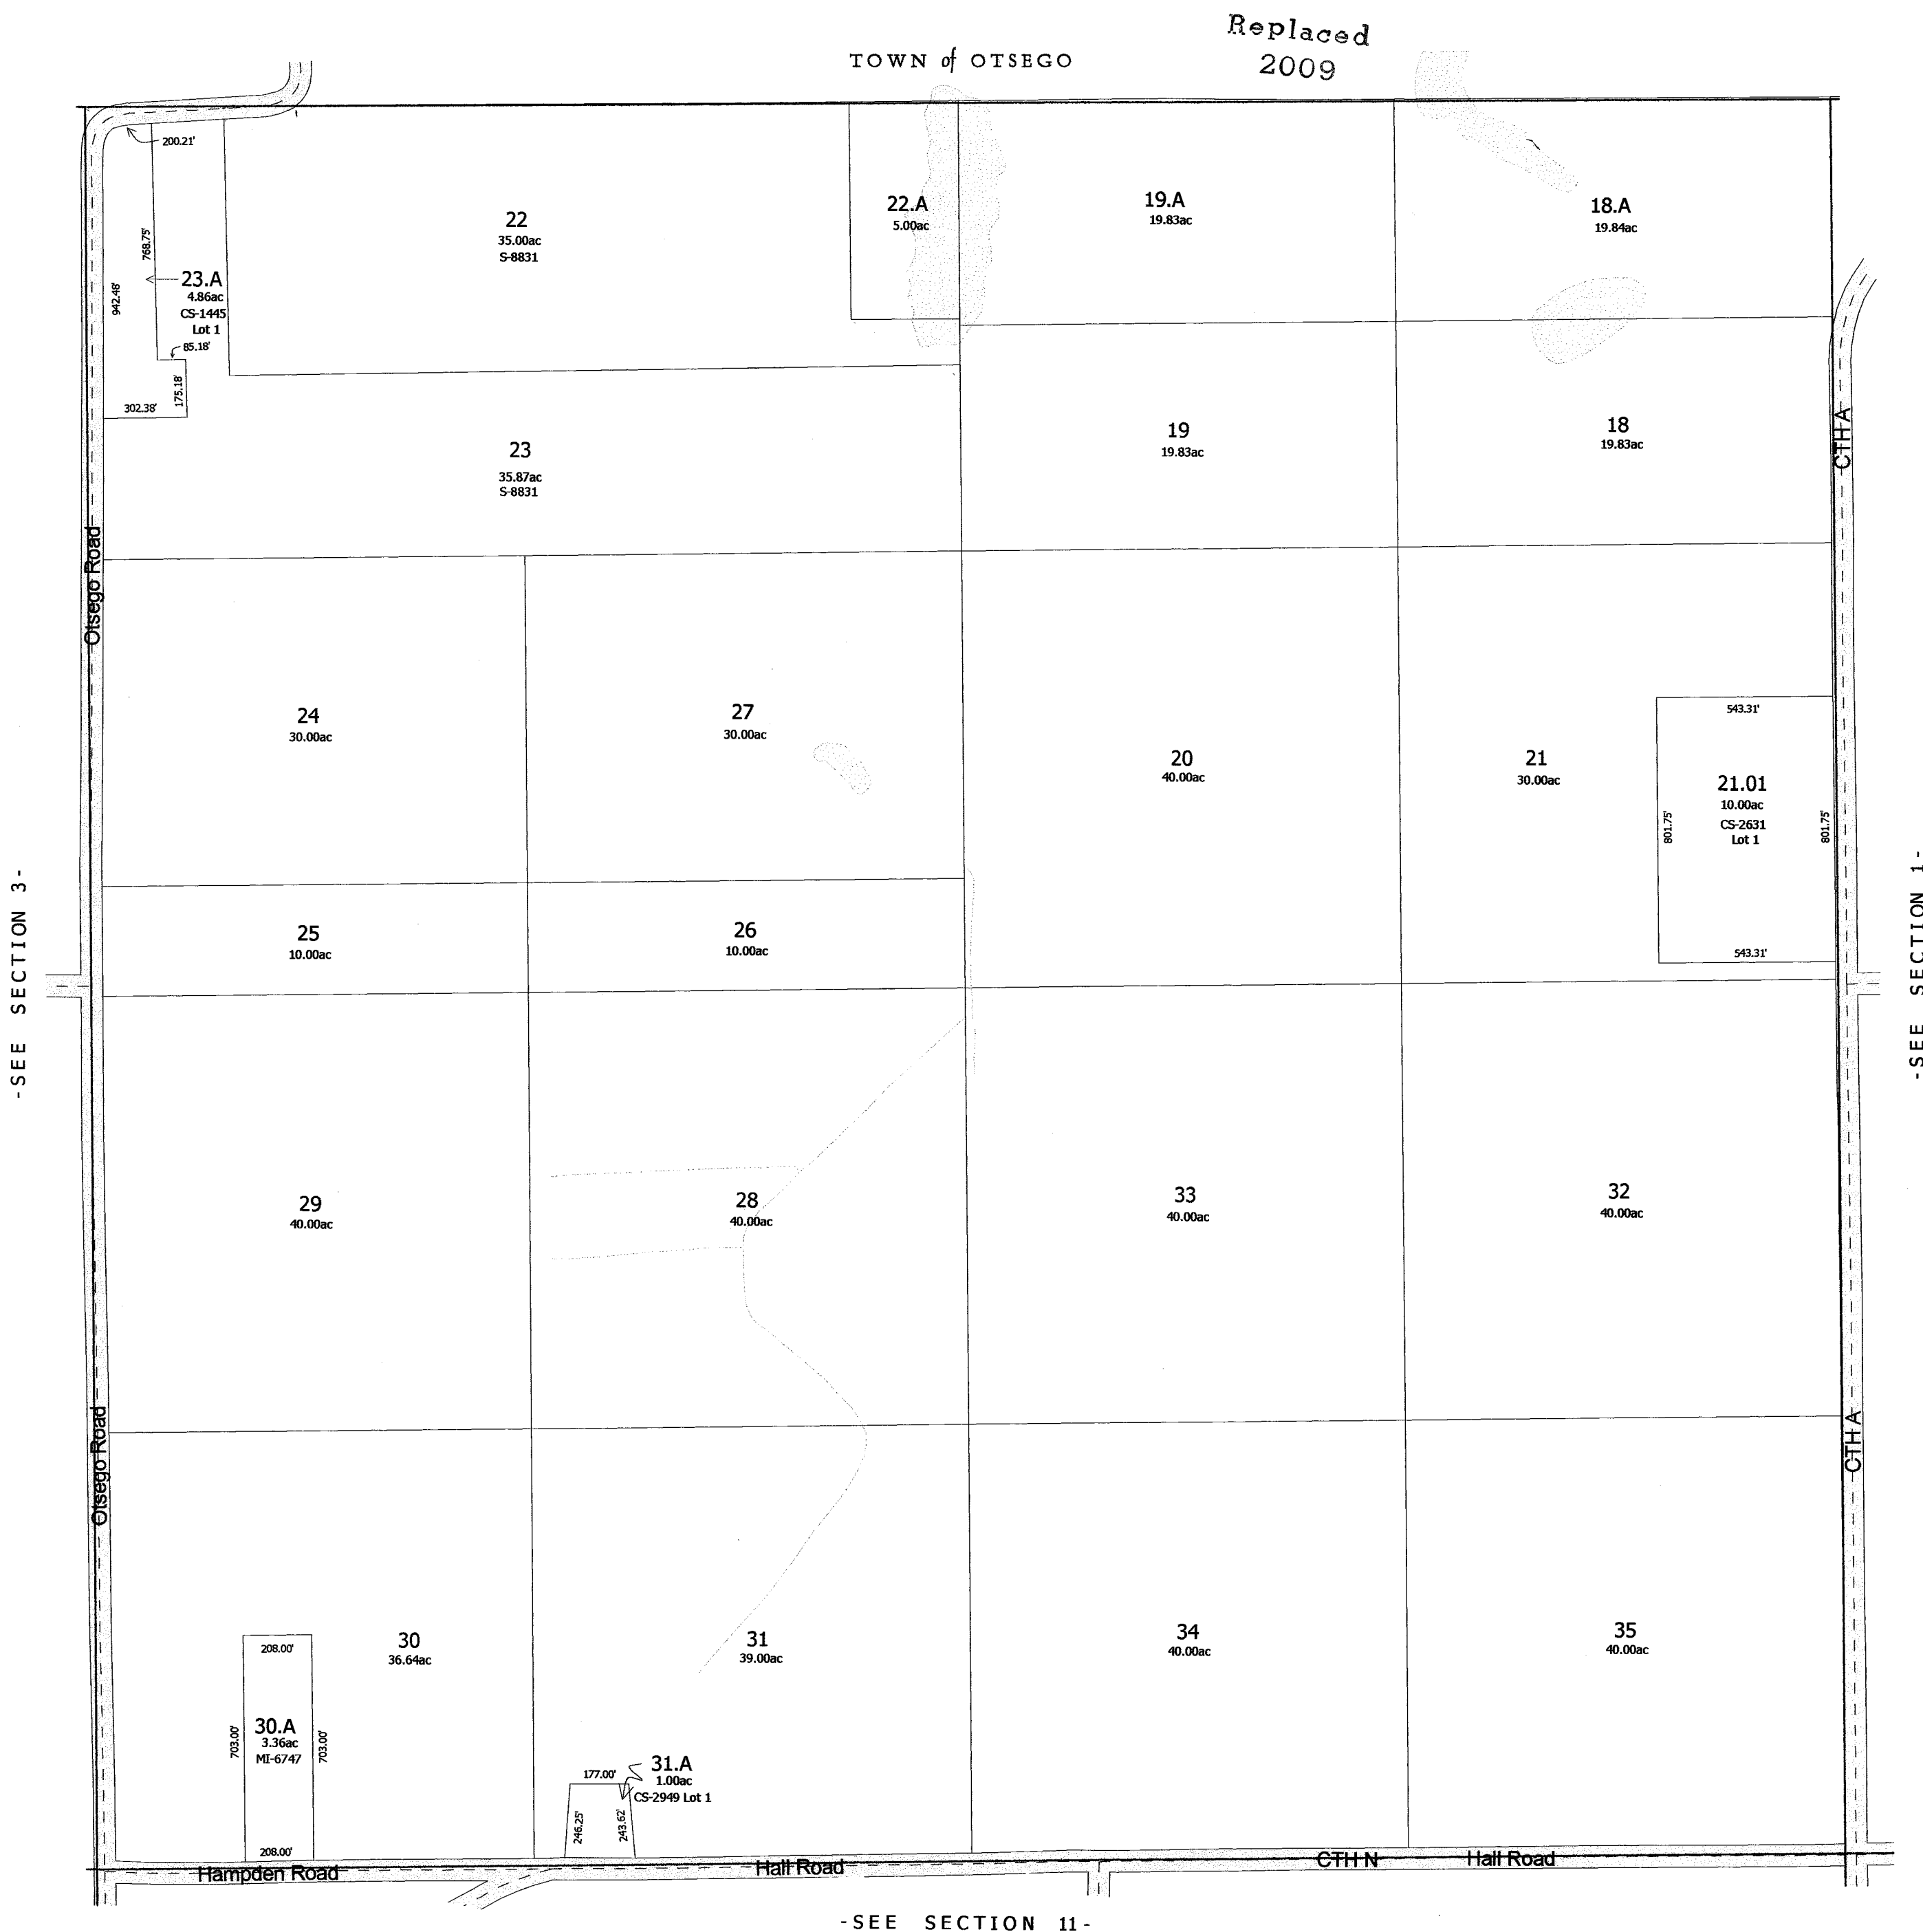 Replaced
2009
TOWN of OTSEGO
200.21'
768.75'
942.48'
23.A
4.86ac
CS-1445
Lot 1
85.18'
175.18'
302.38'
22
35.00ac
S-8831
22.A
5.00ac
19.A
19.83ac
18.A
19.84ac
23
35.87ac
S-8831
19
19.83ac
18
19.83ac
CTH A
Otsego Road
24
30.00ac
27
30.00ac
20
40.00ac
21
30.00ac
543.31'
21.01
10.00ac
CS-2631
Lot 1
801.75'
801.75'
543.31'
25
10.00ac
26
10.00ac
-SEE SECTION 3-
-SEE SECTION 1-
29
40.00ac
28
40.00ac
33
40.00ac
32
40.00ac
Otsego Road
CTH A
208.00'
30
36.64ac
31
39.00ac
34
40.00ac
35
40.00ac
703.00'
30.A
3.36ac
MI-6747
703.00'
208.00'
177.00'
31.A
1.00ac
CS-2949 Lot 1
246.25'
243.62'
Hampden Road
Hall Road
CTH N
Hall Road
-SEE SECTION 11-